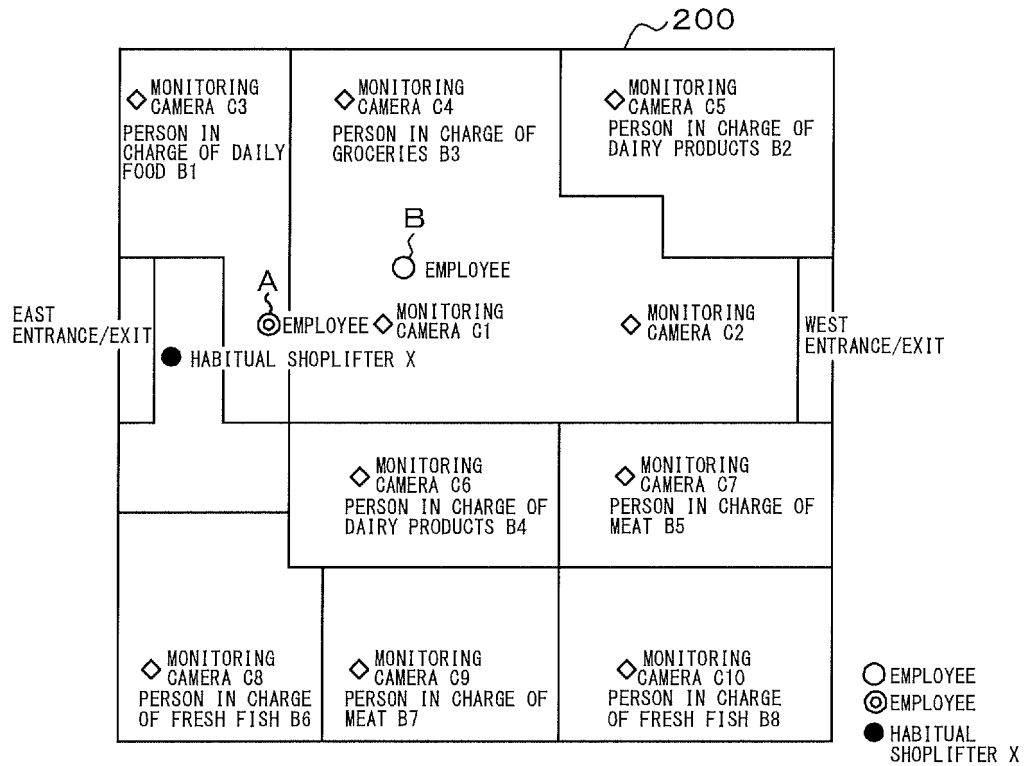 200
MONITORING
CAMERA C3
PERSON IN
CHARGE OF DAILY
FOOD B1
MONITORING
CAMERA C4
PERSON IN CHARGE OF
GROCERIES B3
MONITORING
CAMERA C5
PERSON IN CHARGE OF
DAIRY PRODUCTS B2
B
EMPLOYEE
A
EMPLOYEE
MONITORING
CAMERA C1
MONITORING
CAMERA C2
EAST
ENTRANCE/EXIT
WEST
ENTRANCE/EXIT
HABITUAL SHOPLIFTER X
MONITORING
CAMERA C6
PERSON IN CHARGE OF
DAIRY PRODUCTS B4
MONITORING
CAMERA C7
PERSON IN CHARGE OF
MEAT B5
MONITORING
CAMERA C8
PERSON IN CHARGE
OF FRESH FISH B6
MONITORING
CAMERA C9
PERSON IN CHARGE OF
MEAT B7
MONITORING
CAMERA C10
PERSON IN CHARGE
OF FRESH FISH B8
EMPLOYEE
EMPLOYEE
HABITUAL
SHOPLIFTER X